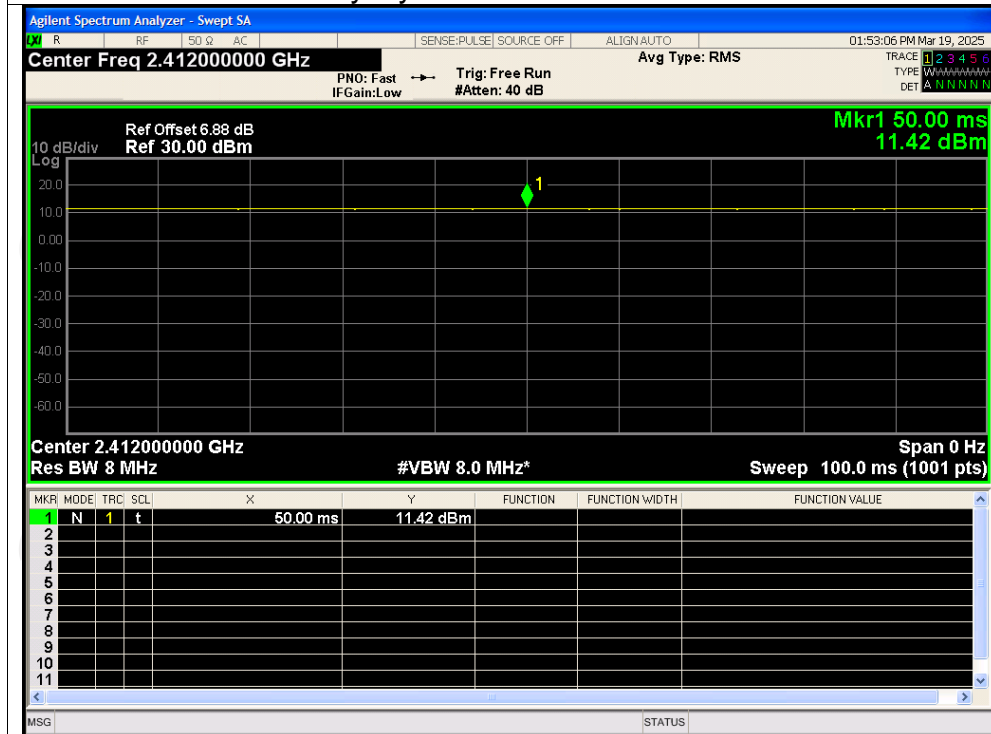 Agilent Spectrum Analyzer - Swept SA
LXI R RF 50 Ω AC SENSE:PULSE SOURCE OFF ALIGN AUTO 01:53:06 PM Mar 19, 2025
Center Freq 2.412000000 GHz Avg Type: RMS TRACE 1 2 3 4 5 6
PNO: Fast Trig: Free Run TYPE
IFGain:Low #Atten: 40 dB DET A N N N N N
Mkr1 50.00 ms
11.42 dBm
Ref Offset 6.88 dB
10 dB/div Ref 30.00 dBm
Log
1
20.0
10.0
0.00
-10.0
-20.0
-30.0
-40.0
-50.0
-60.0
Center 2.412000000 GHz Span 0 Hz
Res BW 8 MHz #VBW 8.0 MHz* Sweep 100.0 ms (1001 pts)
MKR MODE TRC SCL X Y FUNCTION FUNCTION WIDTH FUNCTION VALUE
1 N 1 t 50.00 ms 11.42 dBm
2
3
4
5
6
7
8
9
10
11
MSG STATUS